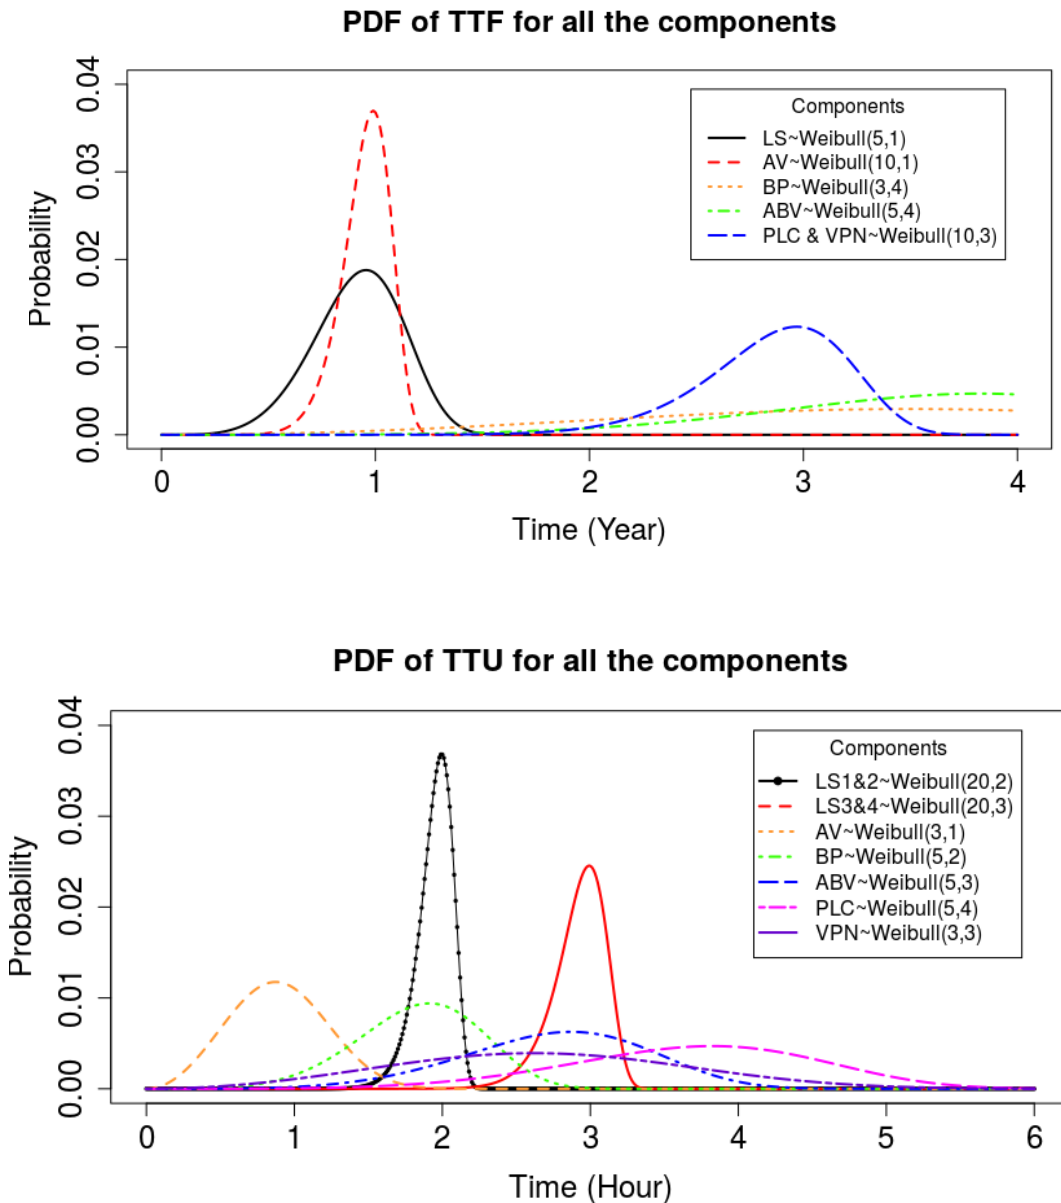 PDF of TTF for all the components
Probability
0.00 0.01 0.02 0.03 0.04
Components
LS~Weibull(5,1)
AV~Weibull(10,1)
BP~Weibull(3,4)
ABV~Weibull(5,4)
PLC & VPN~Weibull(10,3)
0 1 2 3 4
Time (Year)
PDF of TTU for all the components
Probability
0.00 0.01 0.02 0.03 0.04
Components
LS1&2~Weibull(20,2)
LS3&4~Weibull(20,3)
AV~Weibull(3,1)
BP~Weibull(5,2)
ABV~Weibull(5,3)
PLC~Weibull(5,4)
VPN~Weibull(3,3)
0 1 2 3 4 5 6
Time (Hour)